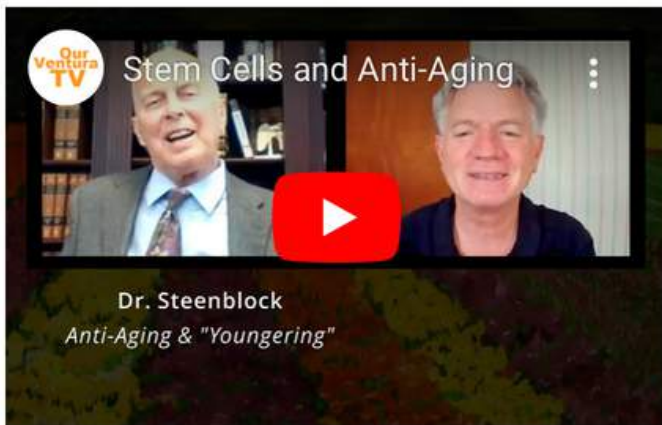 Our
Ventura
TV
Stem Cells and Anti-Aging
Dr. Steenblock
Anti-Aging & "Youngering"